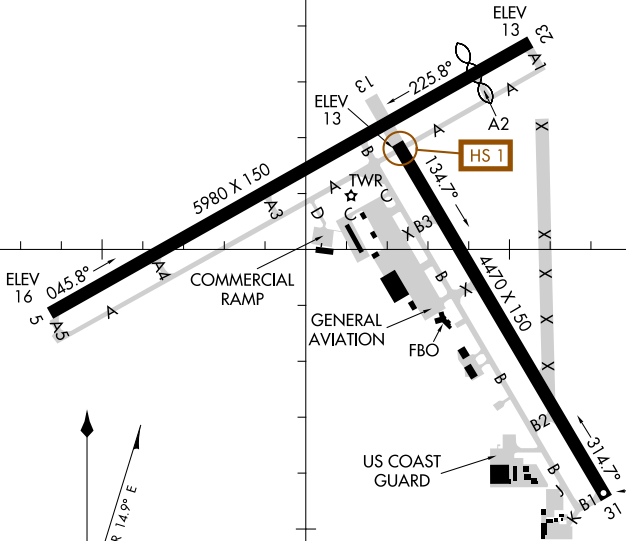 ELEV
13
23
A1
225.8°
A
A2
13
ELEV
13
A
HS 1
B
X
134.7°
5980 X 150
TWR
A
A3
C
C
D
X
B3
X
045.8°
A4
COMMERCIAL
RAMP
B
X
X
4470 X 150
ELEV
16
5
A5
A
GENERAL
AVIATION
FBO
X
X
B
B2
314.7°
US COAST
GUARD
B
J
B1
K
31
R 14.9° E